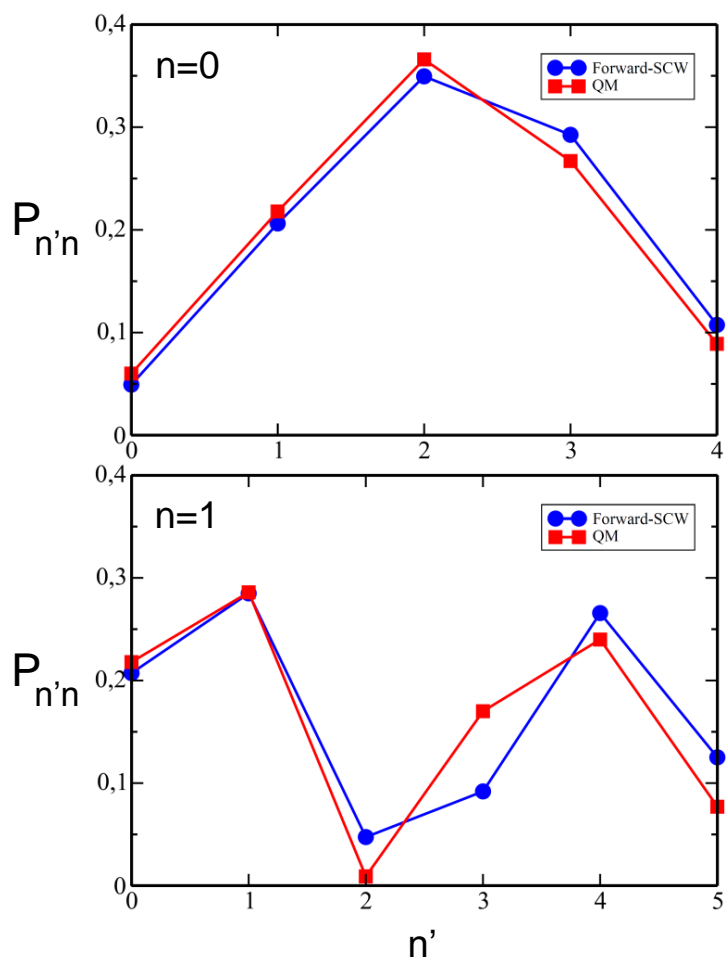 0,4
n=0
Forward-SCW
QM
0,3
P n'n
0,2
0,1
0
0 1 2 3 4
0,4
n=1
Forward-SCW
QM
0,3
P n'n
0,2
0,1
0
0 1 2 3 4 5
n'